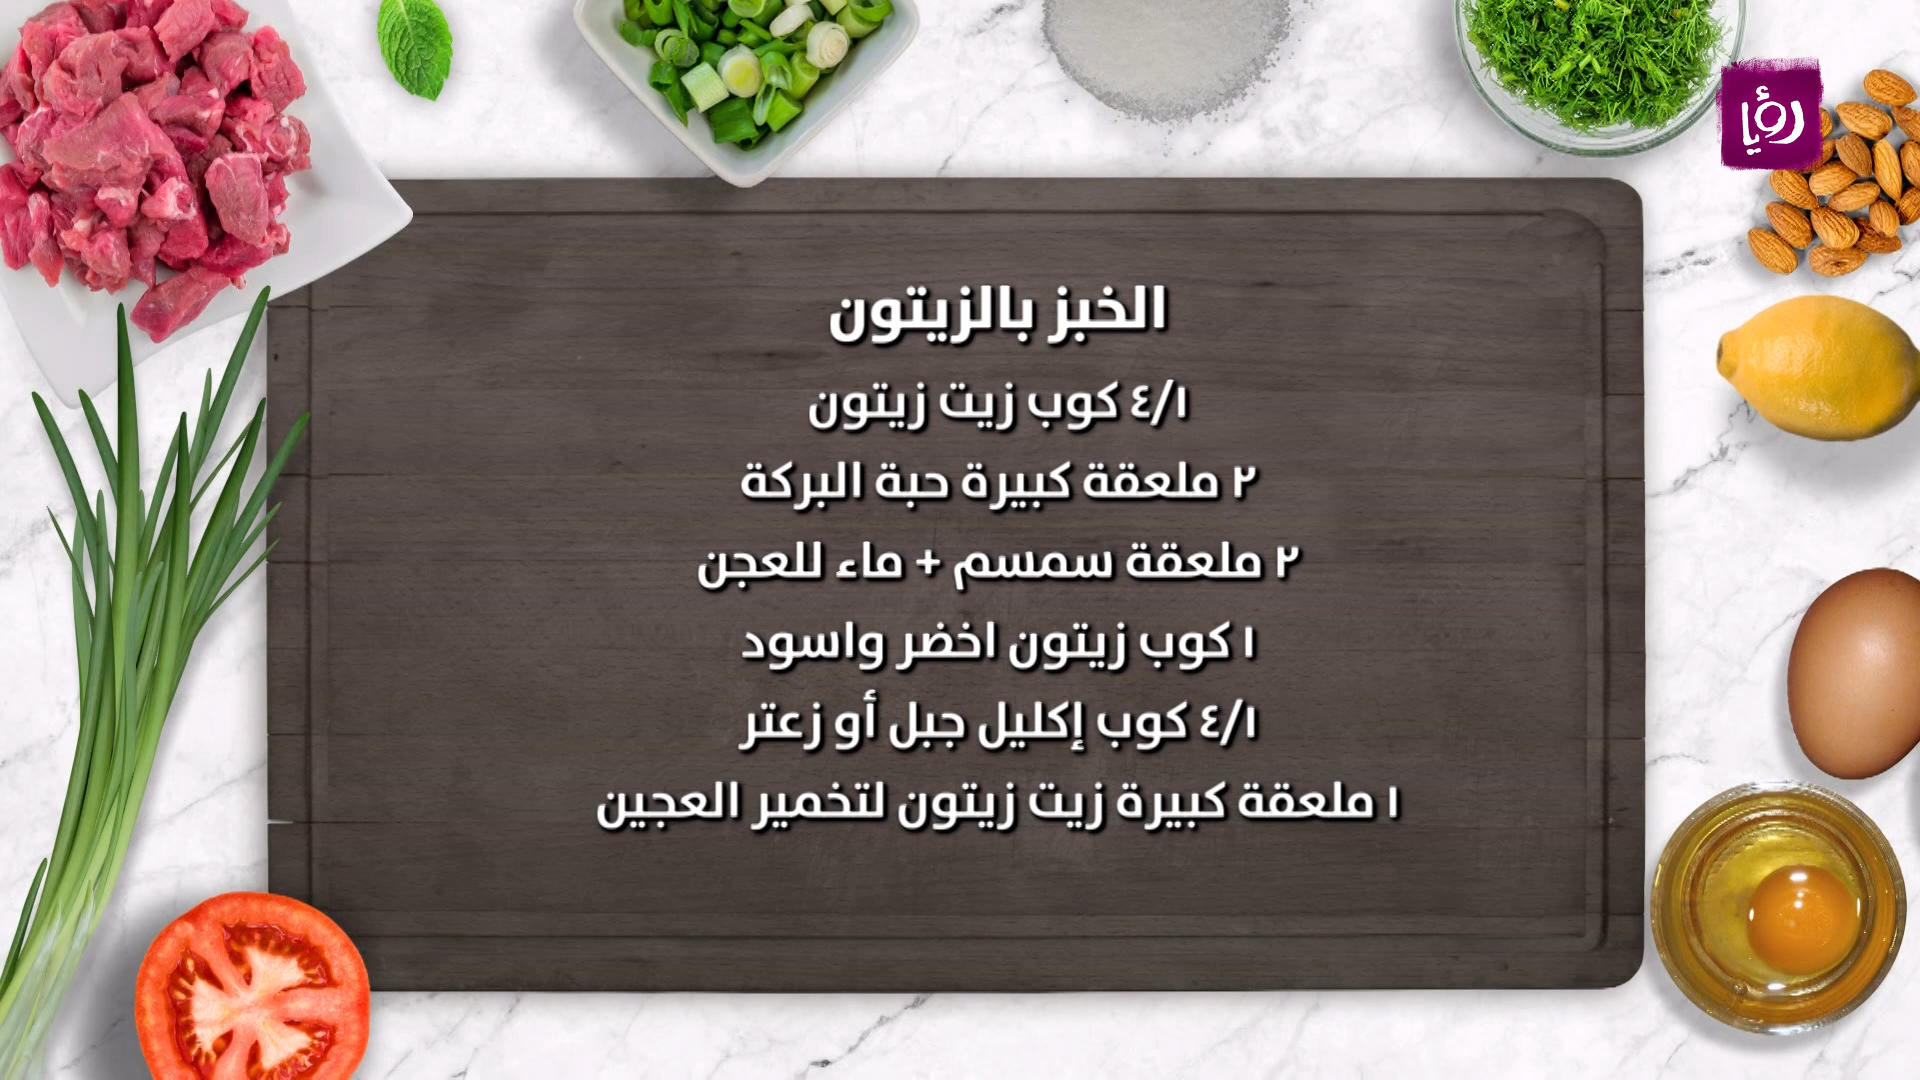 رؤيا
الخبز بالزيتون
٤/١ كوب زيت زيتون
٢ ملعقة كبيرة حبة البركة
٢ ملعقة سمسم + ماء للعجن
١ كوب زيتون اخضر واسود
٤/١ كوب إكليل جبل أو زعتر
١ ملعقة كبيرة زيت زيتون لتخمير العجين